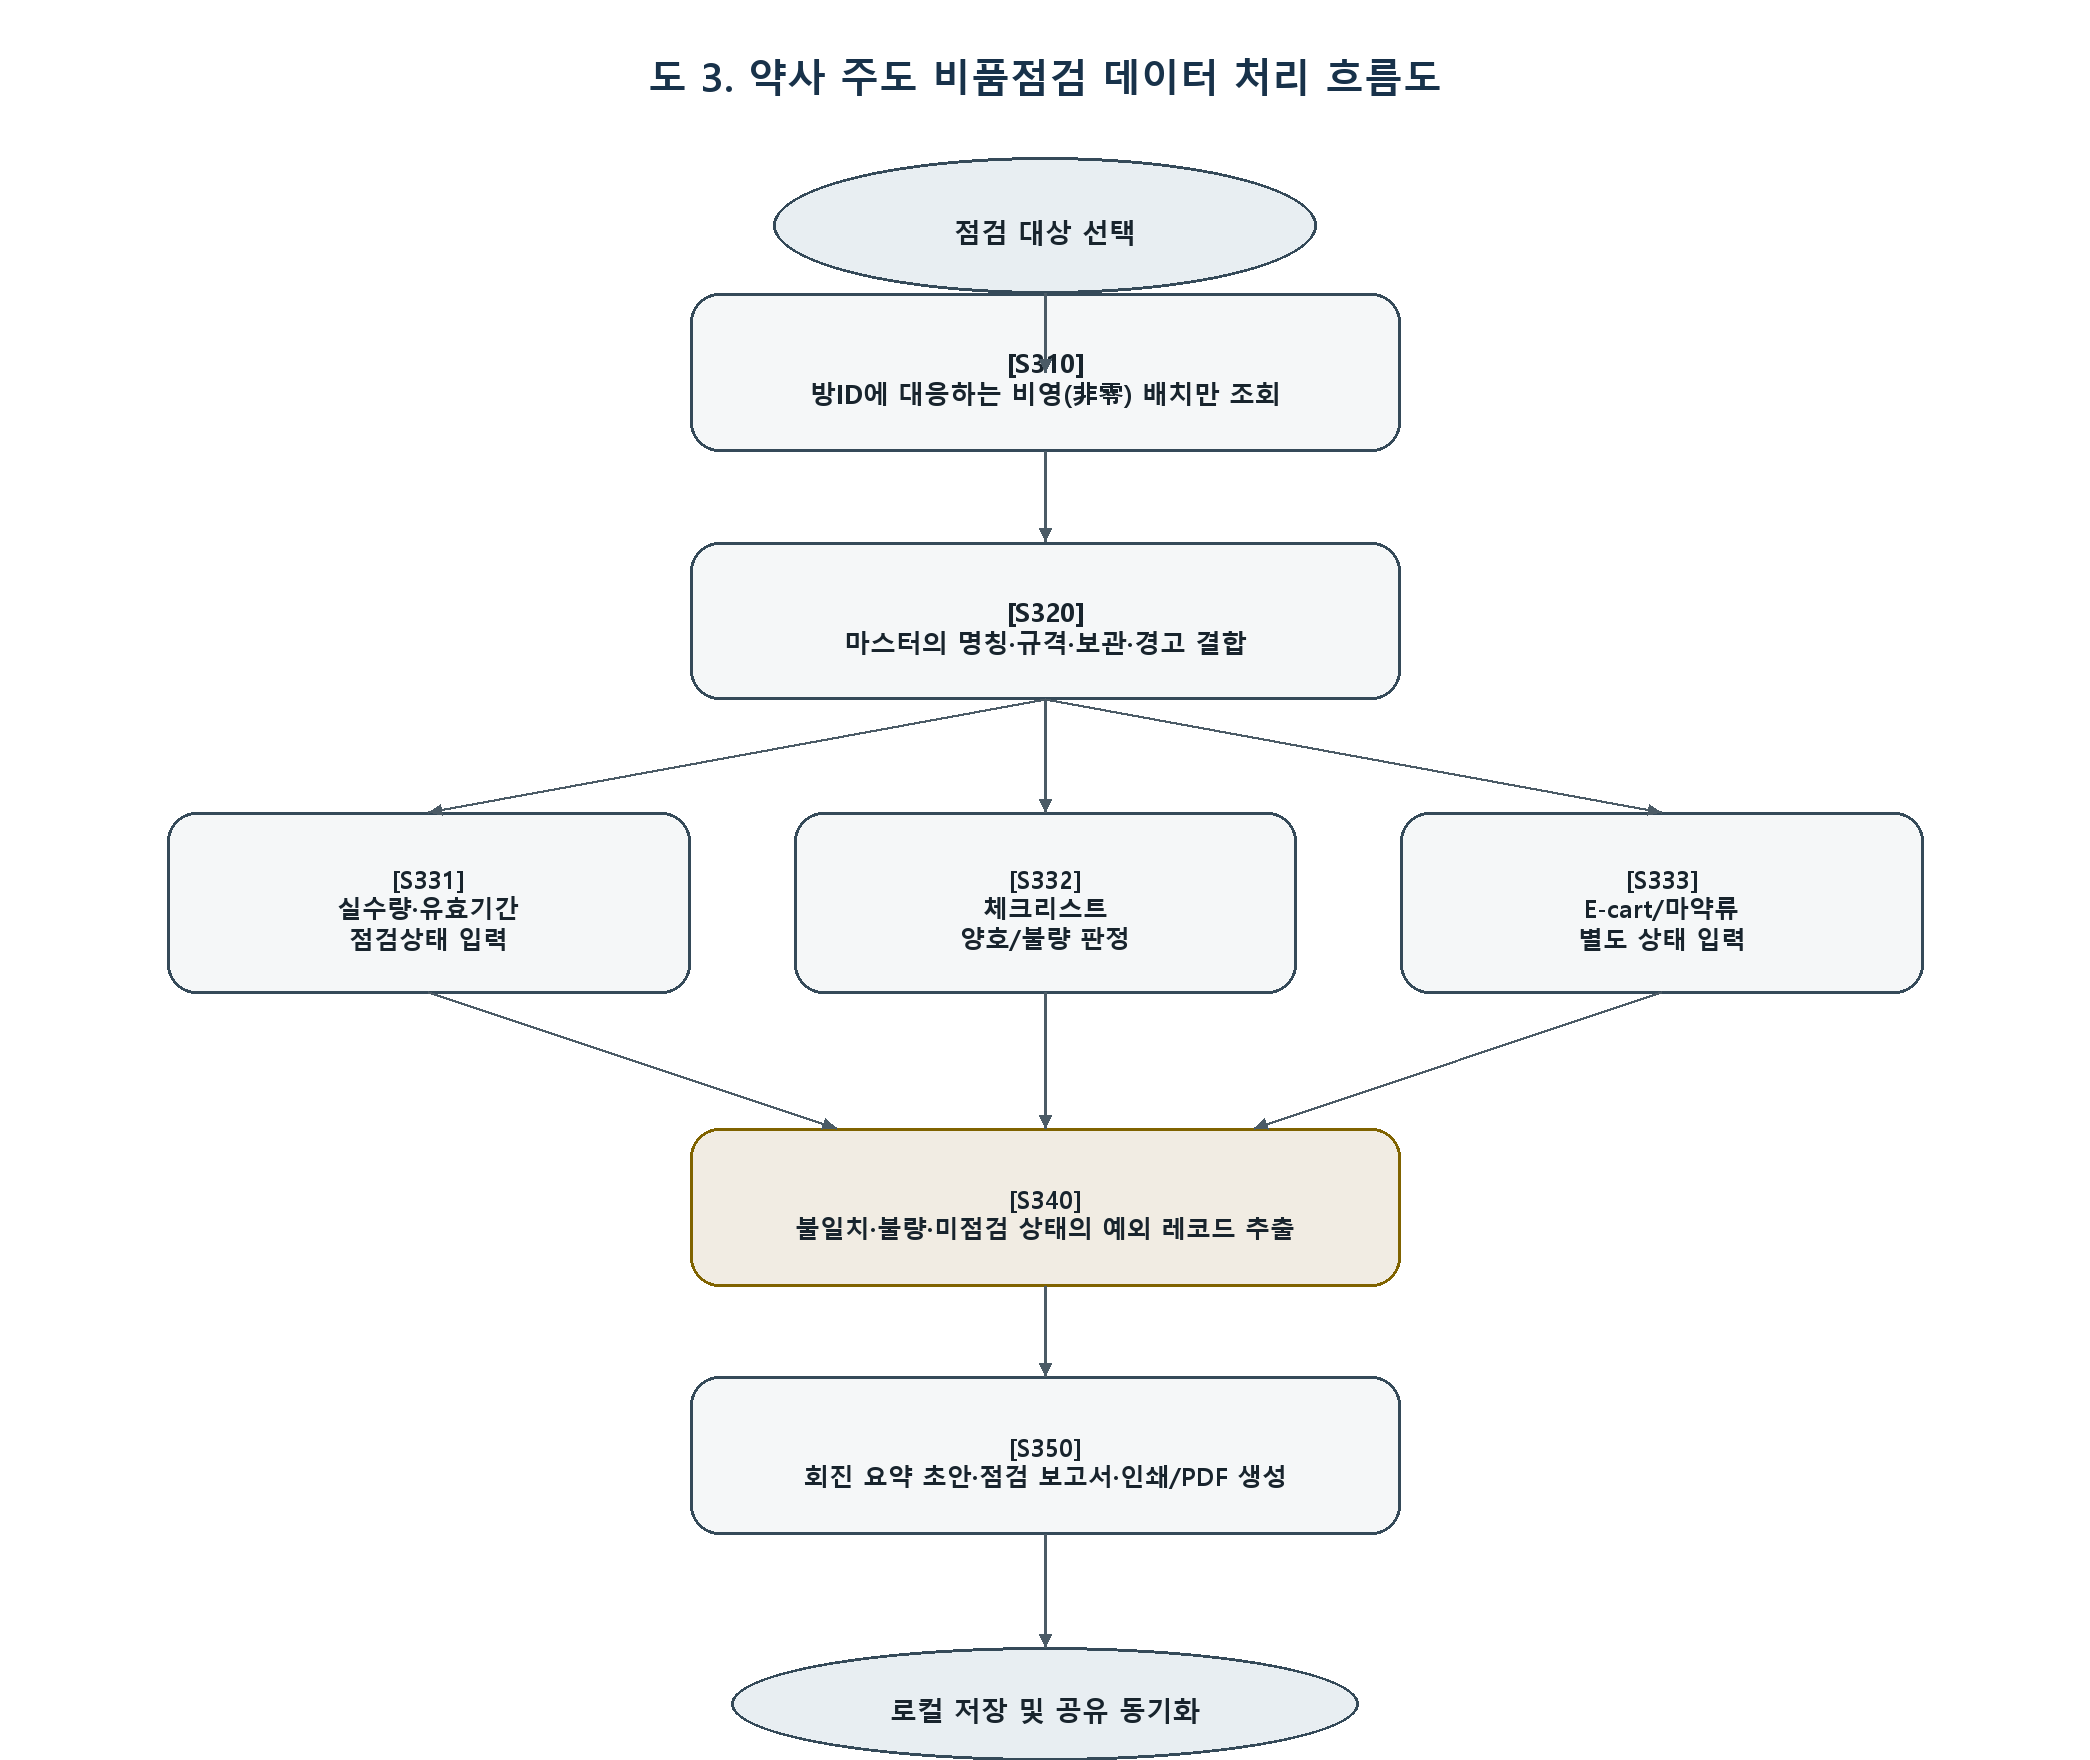 도 3. 약사 주도 비품점검 데이터 처리 흐름도
점검 대상 선택
[S310]
방ID에 대응하는 비영(非零) 배치만 조회
[S320]
마스터의 명칭·규격·보관·경고 결합
[S331]
실수량·유효기간
점검상태 입력
[S332]
체크리스트
양호/불량 판정
[S333]
E-cart/마약류
별도 상태 입력
[S340]
불일치·불량·미점검 상태의 예외 레코드 추출
[S350]
회진 요약 초안·점검 보고서·인쇄/PDF 생성
로컬 저장 및 공유 동기화